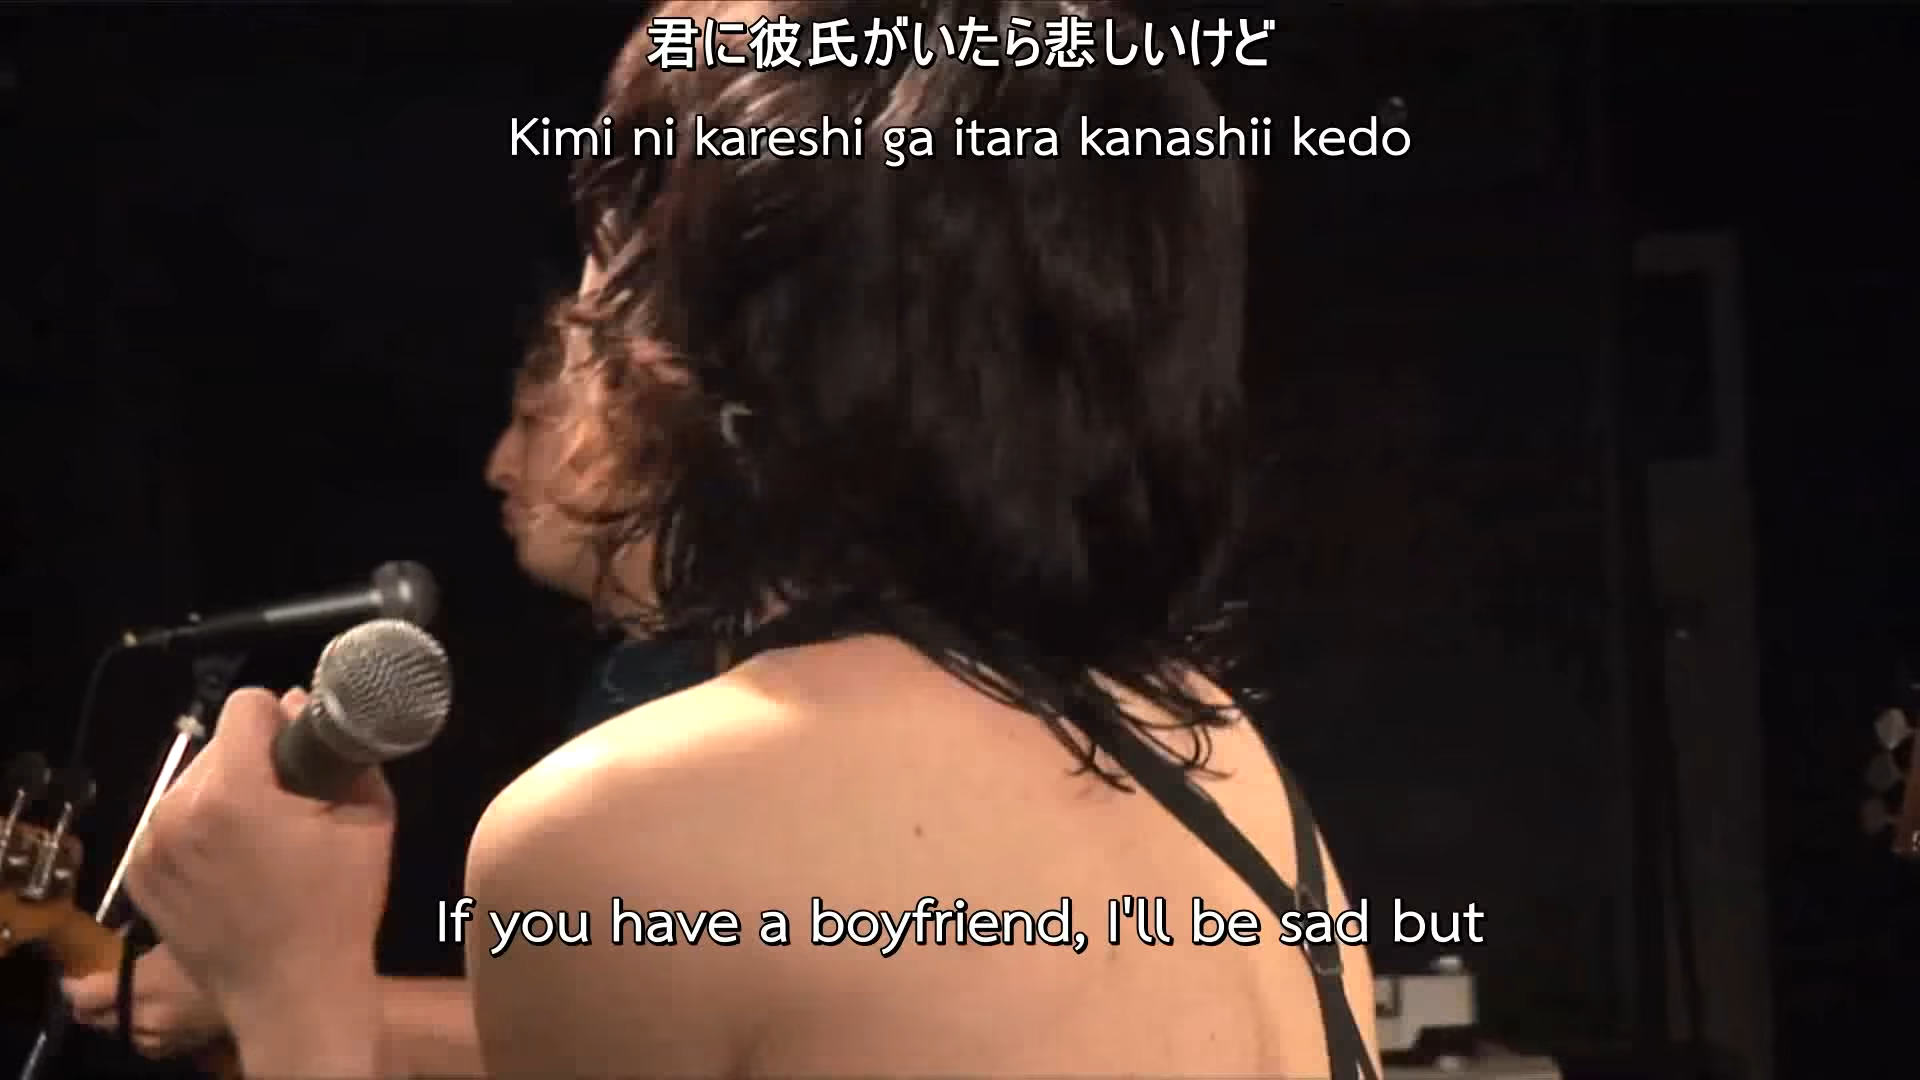 君に彼氏がいたら悲しいけど
Kimi ni kareshi ga itara kanashii kedo
If you have a boyfriend, I'll be sad but